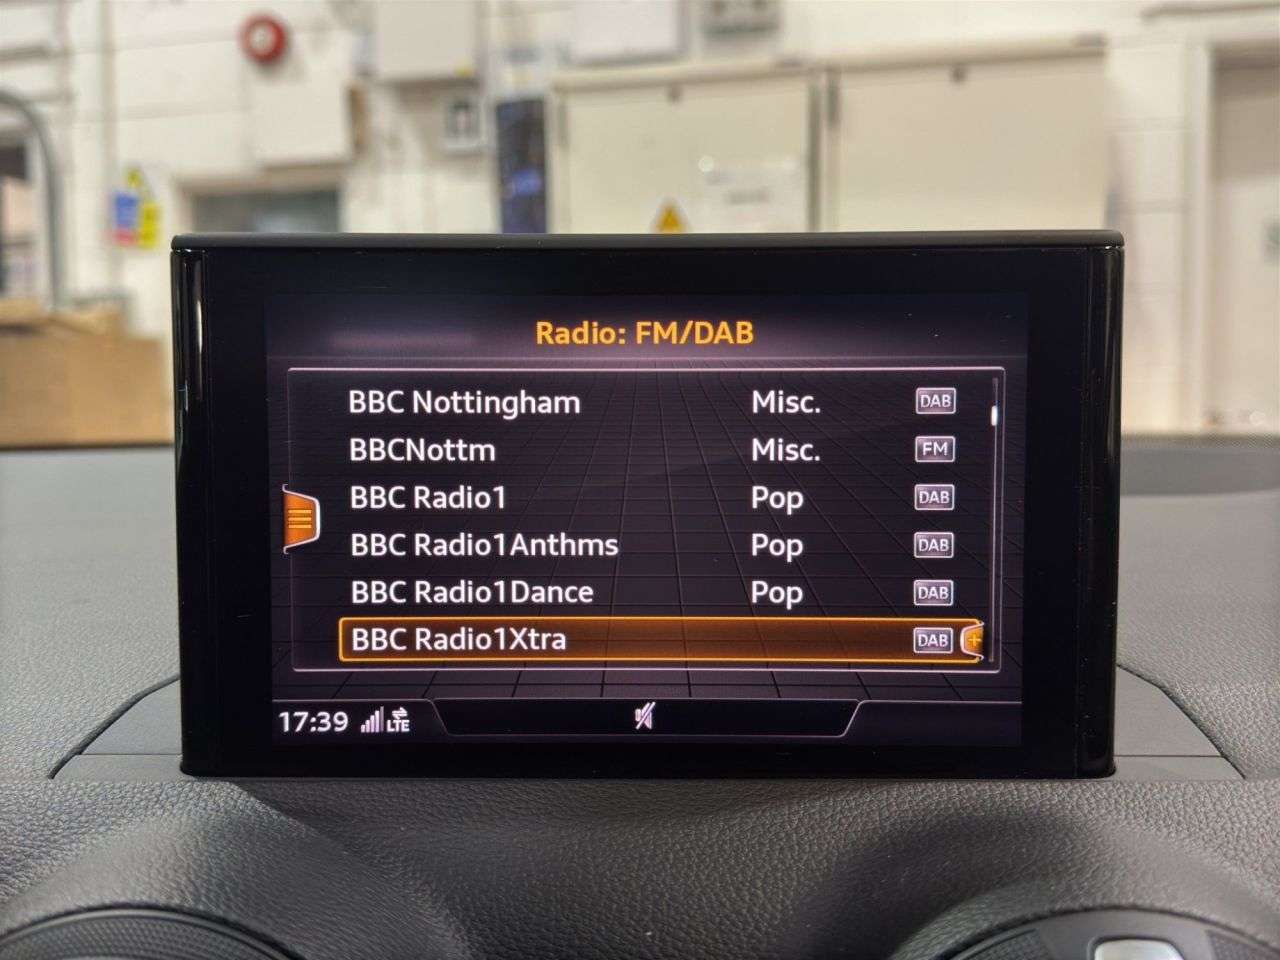 Radio: FM/DAB
BBC Nottingham Misc. DAB
BBCNottm Misc. FM
BBC Radio1 Pop DAB
BBC Radio1Anthms Pop DAB
BBC Radio1Dance Pop DAB
BBC Radio1Xtra DAB +
17:39 LTE